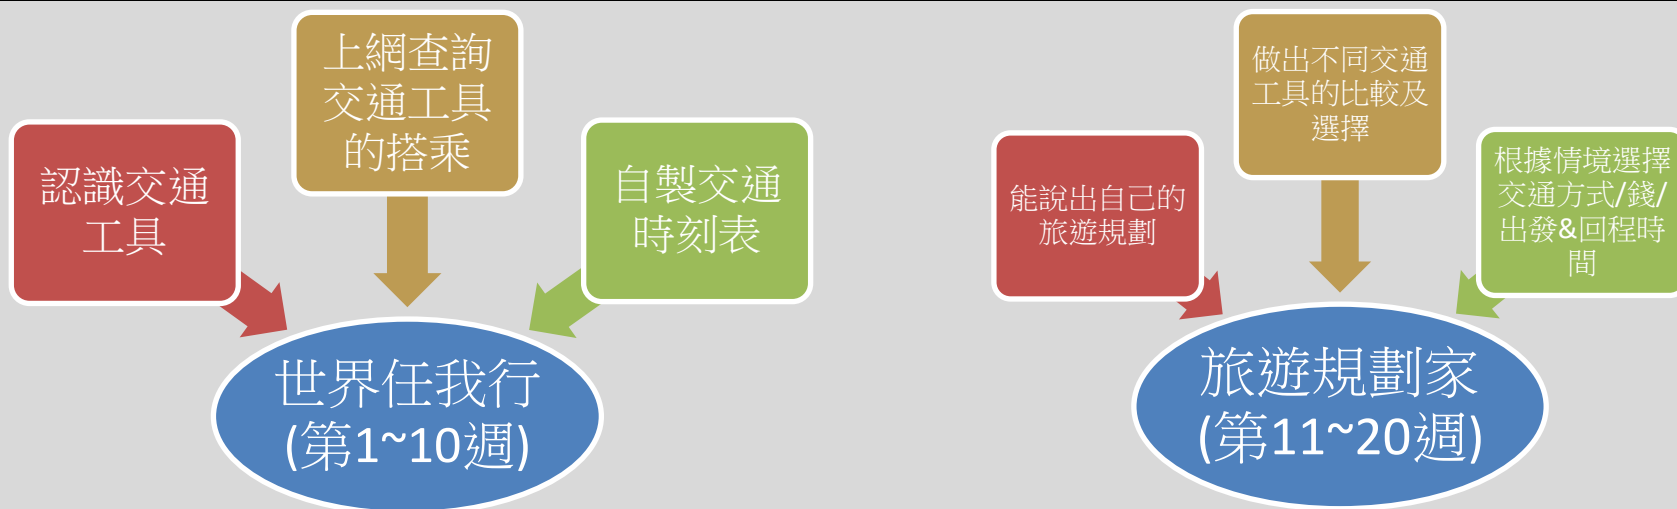 認識交通
工具
上網查詢
交通工具
的搭乘
自製交通
時刻表
世界任我行
(第1~10週)
能說出自己的
旅遊規劃
做出不同交通
工具的比較及
選擇
根據情境選擇
交通方式/錢/
出發&回程時
間
旅遊規劃家
(第11~20週)